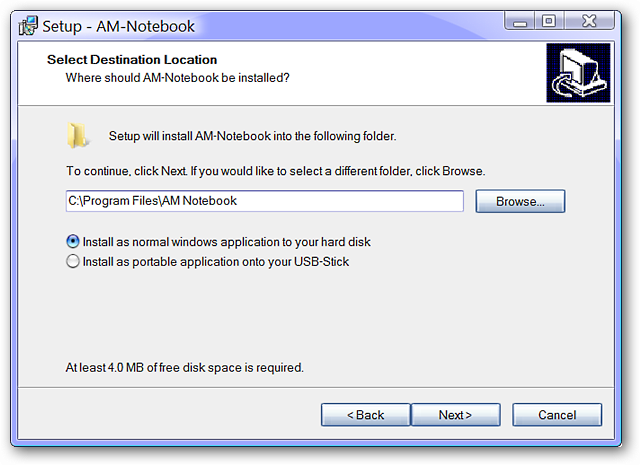 Setup - AM-Notebook
Select Destination Location
Where should AM-Notebook be installed?
Setup will install AM-Notebook into the following folder.
To continue, click Next. If you would like to select a different folder, click Browse.
C:\Program Files\AM Notebook
Browse...
Install as normal windows application to your hard disk
Install as portable application onto your USB-Stick
At least 4.0 MB of free disk space is required.
< Back
Next >
Cancel